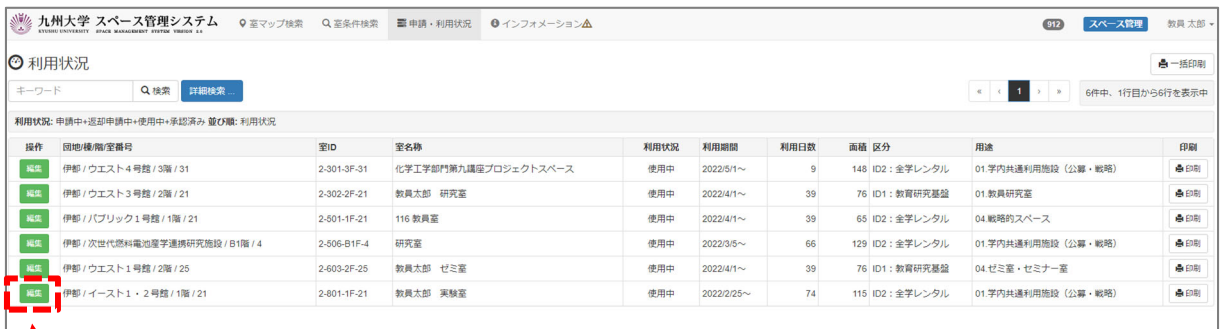 九州大学 スペース管理システム 室マップ検索 室条件検索 申請・利用状況 インフォメーション 912 スペース管理 教員 太郎
KYUSHU UNIVERSITY SPACE MANAGEMENT SYSTEM VERSION 2.6
利用状況 一括印刷
キーワード 検索 詳細検索 ... « ‹ 1 › » 6件中、1行目から6行を表示中
利用状況: 申請中+返却申請中+使用中+承認済み 並び順: 利用状況
操作 団地/棟/階/室番号 室ID 室名称 利用状況 利用期間 利用日数 面積 区分 用途 印刷
編集 伊都 / ウエスト4号館 / 3階 / 31 2-301-3F-31 化学工学部門第九講座プロジェクトスペース 使用中 2022/5/1～ 9 148 ID2：全学レンタル 01.学内共通利用施設（公募・戦略） 印刷
編集 伊都 / ウエスト3号館 / 2階 / 21 2-302-2F-21 教員太郎 研究室 使用中 2022/4/1～ 39 76 ID1：教育研究基盤 01.教員研究室 印刷
編集 伊都 / パブリック1号館 / 1階 / 21 2-501-1F-21 116 教員室 使用中 2022/4/1～ 39 65 ID2：全学レンタル 04.戦略的スペース 印刷
編集 伊都 / 次世代燃料電池産学連携研究施設 / B1階 / 4 2-506-B1F-4 研究室 使用中 2022/3/5～ 66 129 ID2：全学レンタル 01.学内共通利用施設（公募・戦略） 印刷
編集 伊都 / ウエスト1号館 / 2階 / 25 2-603-2F-25 教員太郎 ゼミ室 使用中 2022/4/1～ 39 76 ID1：教育研究基盤 04.ゼミ室・セミナー室 印刷
編集 伊都 / イースト1・2号館 / 1階 / 21 2-801-1F-21 教員太郎 実験室 使用中 2022/2/25～ 74 115 ID2：全学レンタル 01.学内共通利用施設（公募・戦略） 印刷